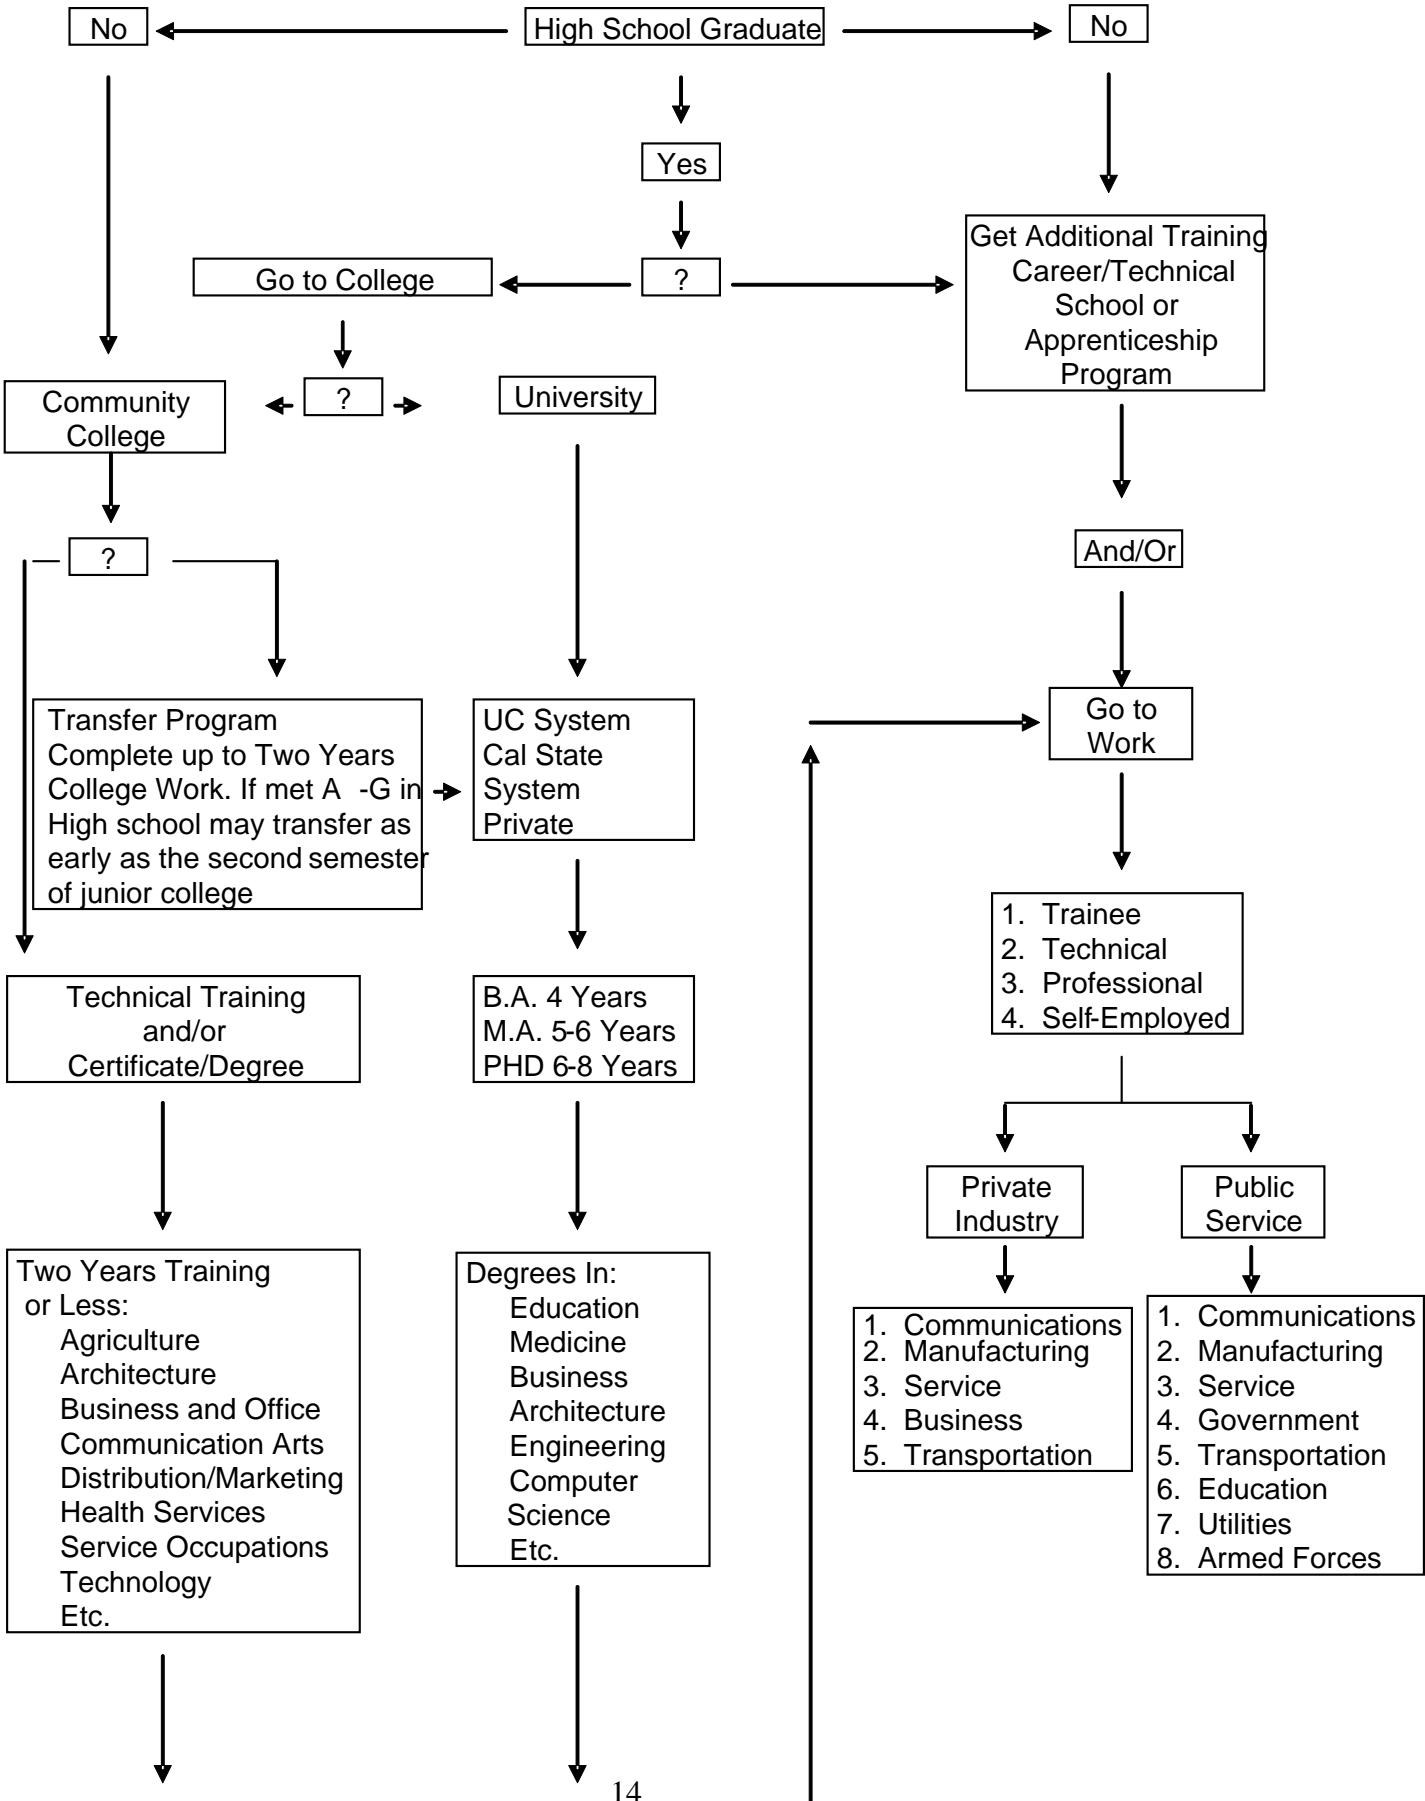 No
High School Graduate
No
Yes
Go to College
?
Get Additional Training
Career/Technical
School or
Apprenticeship
Program
Community
College
?
University
?
And/Or
Transfer Program
Complete up to Two Years
College Work. If met A -G in
High school may transfer as
early as the second semester
of junior college
UC System
Cal State
System
Private
Go to
Work
1. Trainee
2. Technical
3. Professional
4. Self-Employed
Technical Training
and/or
Certificate/Degree
B.A. 4 Years
M.A. 5-6 Years
PHD 6-8 Years
Private
Industry
Public
Service
Two Years Training
or Less:
Agriculture
Architecture
Business and Office
Communication Arts
Distribution/Marketing
Health Services
Service Occupations
Technology
Etc.
Degrees In:
Education
Medicine
Business
Architecture
Engineering
Computer
Science
Etc.
1. Communications
2. Manufacturing
3. Service
4. Business
5. Transportation
1. Communications
2. Manufacturing
3. Service
4. Government
5. Transportation
6. Education
7. Utilities
8. Armed Forces
14